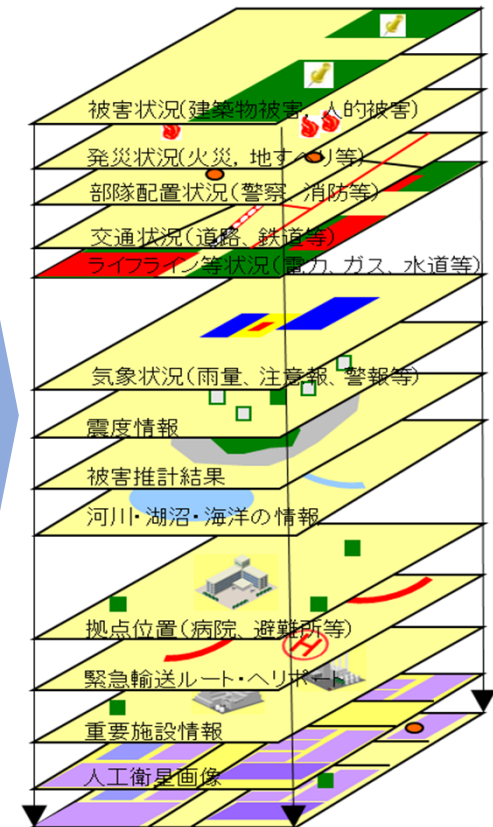 被害状況(建築物被害、人的被害)
発災状況(火災，地すべり等)
部隊配置状況(警察、消防等)
交通状況(道路、鉄道等)
ライフライン等状況(電力、ガス、水道等)
気象状況(雨量、注意報、警報等)
震度情報
被害推計結果
河川・湖沼・海洋の情報
拠点位置(病院、避難所等)
H
緊急輸送ルート・ヘリポート
重要施設情報
人工衛星画像